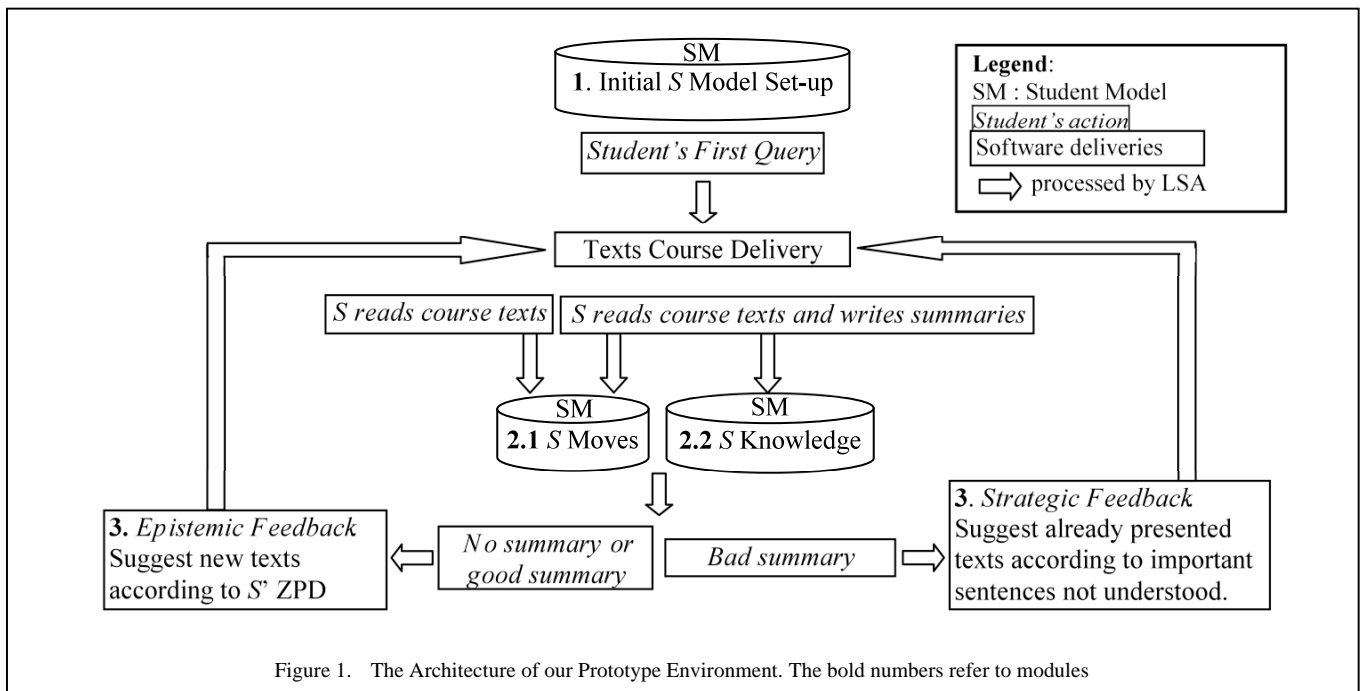 SM
1. Initial S Model Set-up
Legend:
SM : Student Model
Student's action
Software deliveries
processed by LSA
Student's First Query
Texts Course Delivery
S reads course texts
S reads course texts and writes summaries
SM
2.1 S Moves
SM
2.2 S Knowledge
3. Epistemic Feedback
Suggest new texts
according to S' ZPD
No summary or
good summary
Bad summary
3. Strategic Feedback
Suggest already presented
texts according to important
sentences not understood.
Figure 1. The Architecture of our Prototype Environment. The bold numbers refer to modules